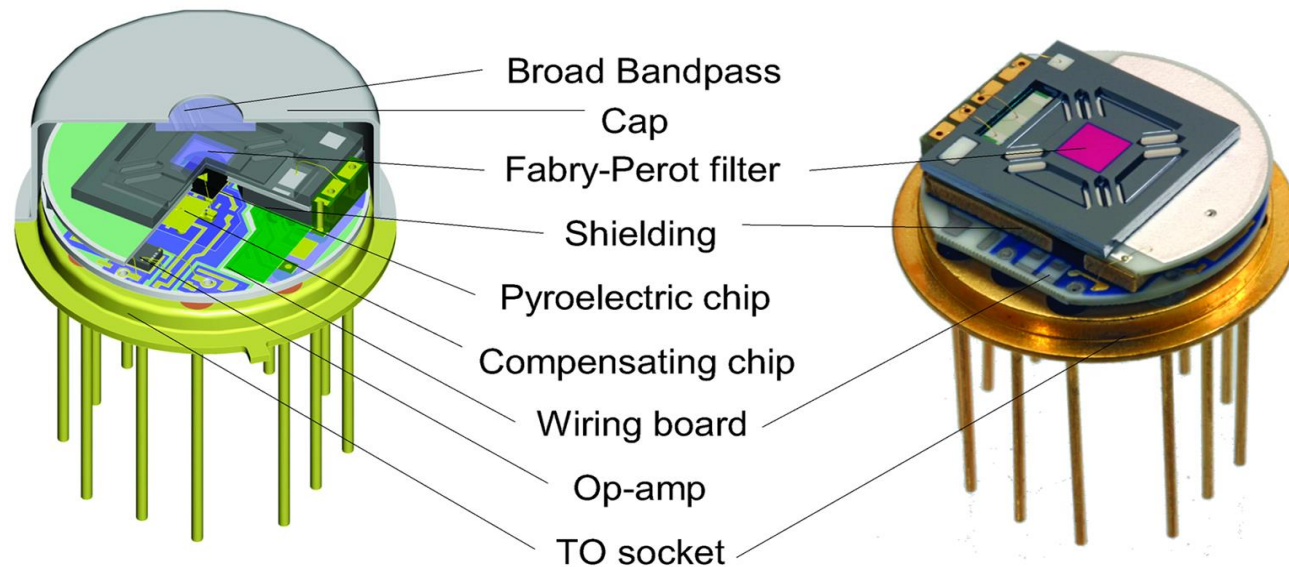 Broad Bandpass
Cap
Fabry-Perot filter
Shielding
Pyroelectric chip
Compensating chip
Wiring board
Op-amp
TO socket